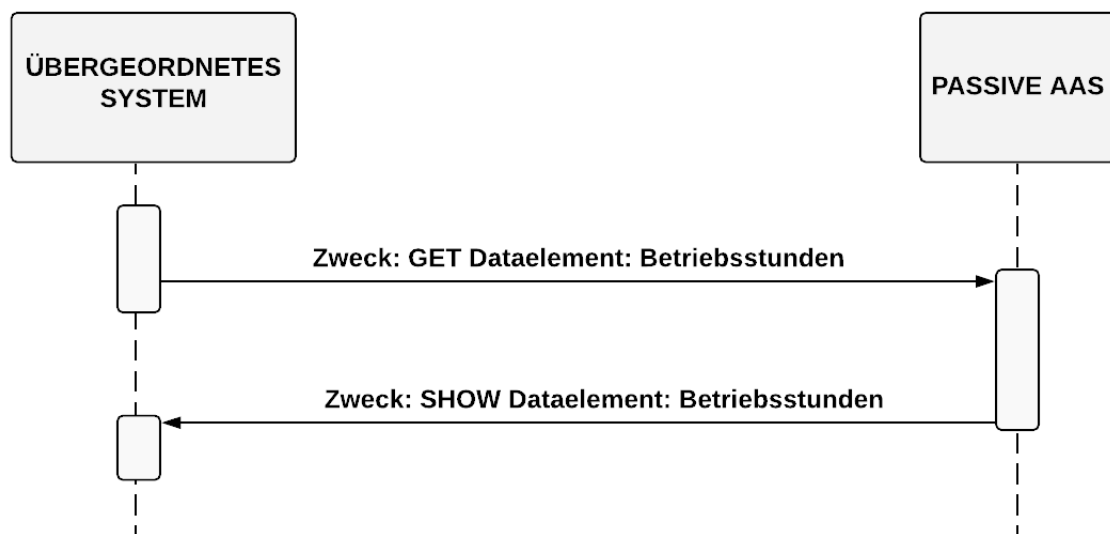 ÜBERGEORDNETES
SYSTEM
PASSIVE AAS
Zweck: GET Dataelement: Betriebsstunden
Zweck: SHOW Dataelement: Betriebsstunden